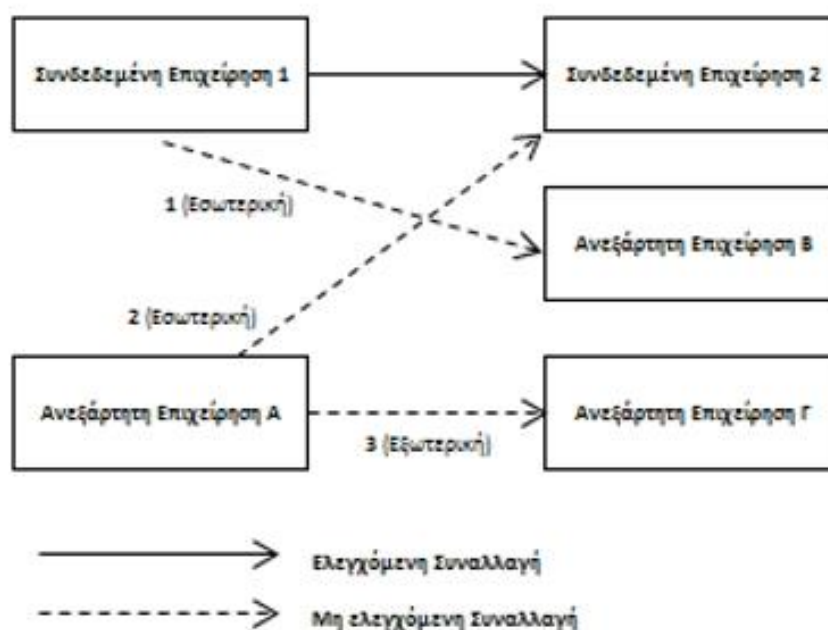 Συνδεδεμένη Επιχείρηση 1
Συνδεδεμένη Επιχείρηση 2
1 (Εσωτερική)
Ανεξάρτητη Επιχείρηση Β
2 (Εσωτερική)
Ανεξάρτητη Επιχείρηση Α
Ανεξάρτητη Επιχείρηση Γ
3 (Εξωτερική)
Ελεγχόμενη Συναλλαγή
Μη ελεγχόμενη Συναλλαγή